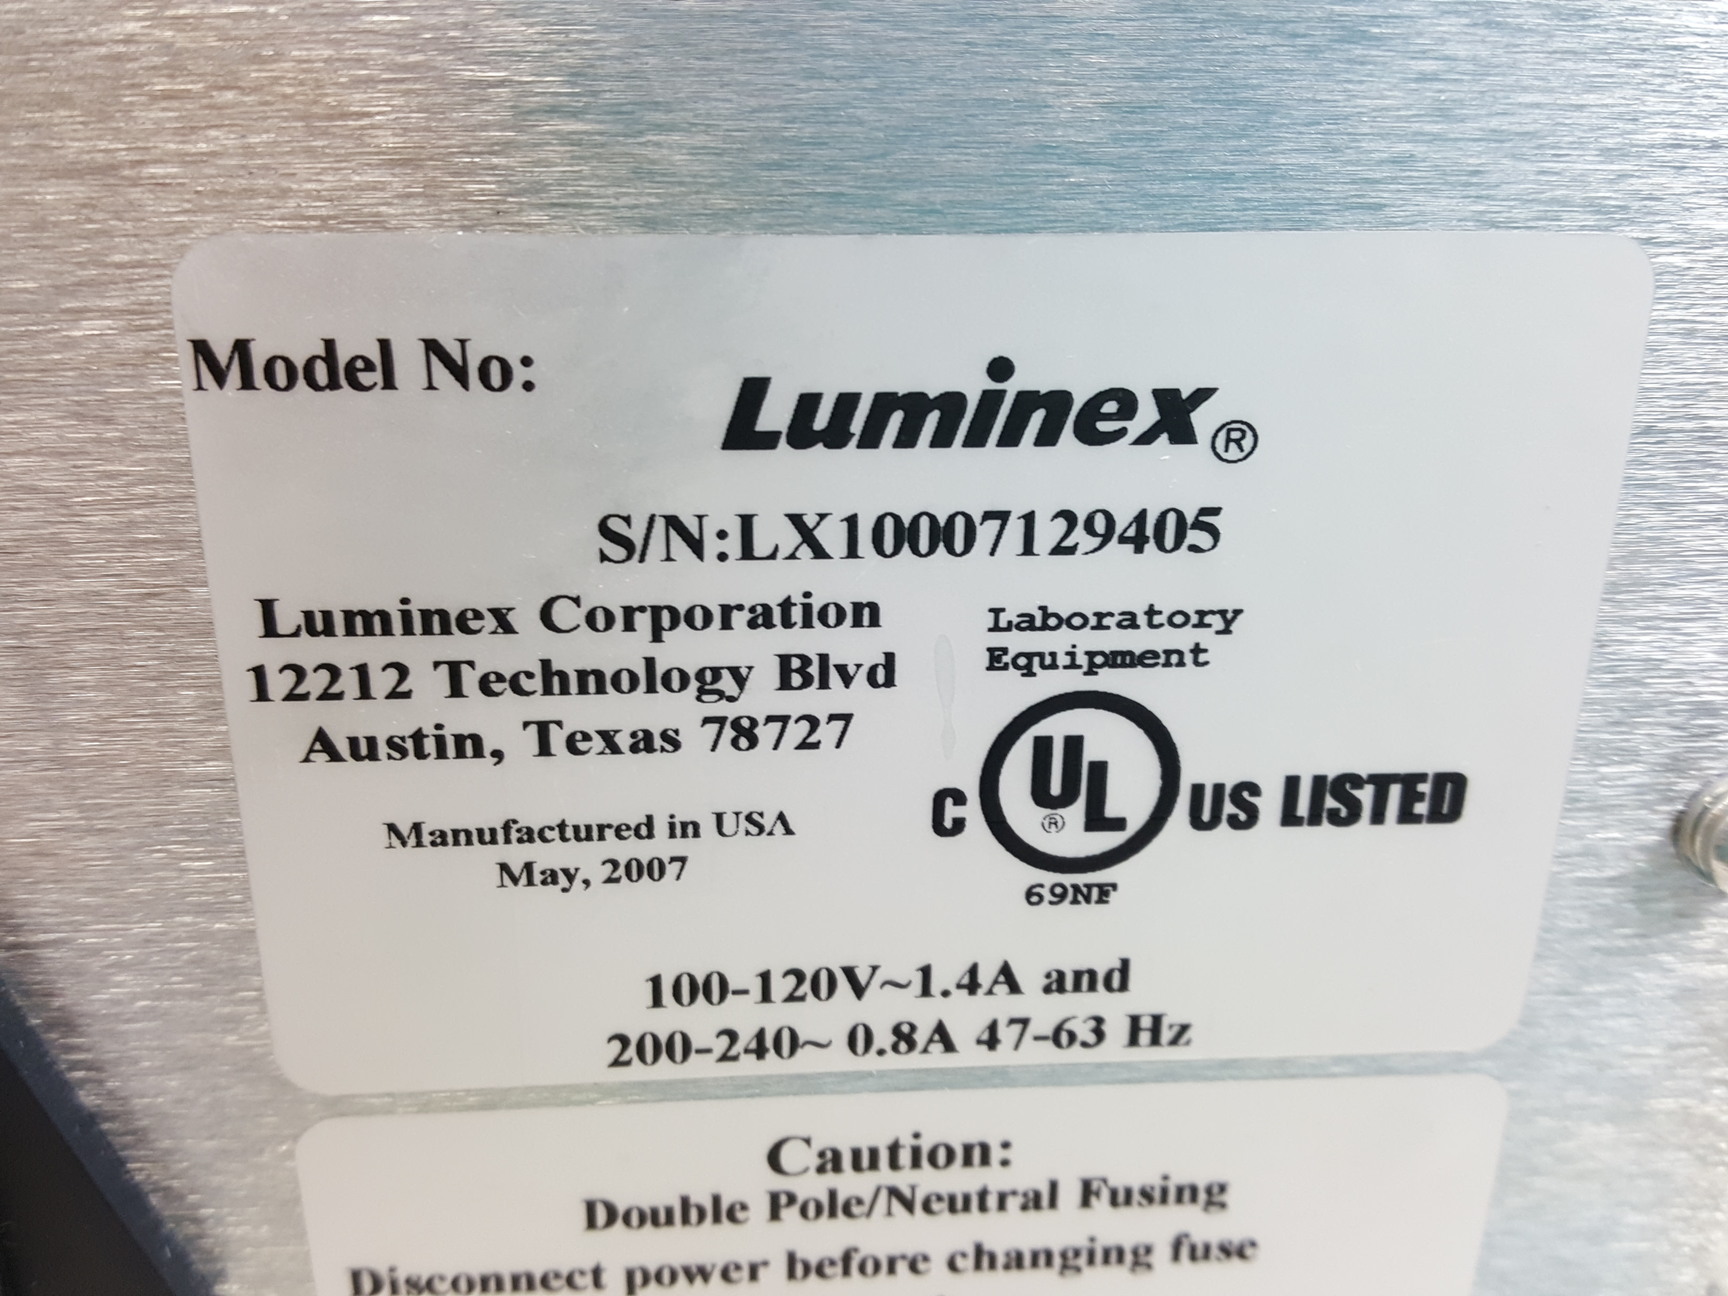 Model No:
Luminex®
S/N:LX10007129405
Luminex Corporation
12212 Technology Blvd
Austin, Texas 78727
Manufactured in USA
May, 2007
Laboratory
Equipment
C UL® US LISTED
69NF
100-120V~1.4A and
200-240~ 0.8A 47-63 Hz
Caution:
Double Pole/Neutral Fusing
Disconnect power before changing fuse